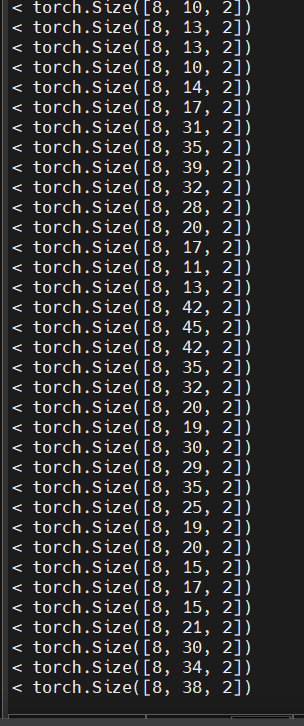 < torch.Size([8, 10, 2])
< torch.Size([8, 13, 2])
< torch.Size([8, 13, 2])
< torch.Size([8, 10, 2])
< torch.Size([8, 14, 2])
< torch.Size([8, 17, 2])
< torch.Size([8, 31, 2])
< torch.Size([8, 35, 2])
< torch.Size([8, 39, 2])
< torch.Size([8, 32, 2])
< torch.Size([8, 28, 2])
< torch.Size([8, 20, 2])
< torch.Size([8, 17, 2])
< torch.Size([8, 11, 2])
< torch.Size([8, 13, 2])
< torch.Size([8, 42, 2])
< torch.Size([8, 45, 2])
< torch.Size([8, 42, 2])
< torch.Size([8, 35, 2])
< torch.Size([8, 32, 2])
< torch.Size([8, 20, 2])
< torch.Size([8, 19, 2])
< torch.Size([8, 30, 2])
< torch.Size([8, 29, 2])
< torch.Size([8, 35, 2])
< torch.Size([8, 25, 2])
< torch.Size([8, 19, 2])
< torch.Size([8, 20, 2])
< torch.Size([8, 15, 2])
< torch.Size([8, 17, 2])
< torch.Size([8, 15, 2])
< torch.Size([8, 21, 2])
< torch.Size([8, 30, 2])
< torch.Size([8, 34, 2])
< torch.Size([8, 38, 2])